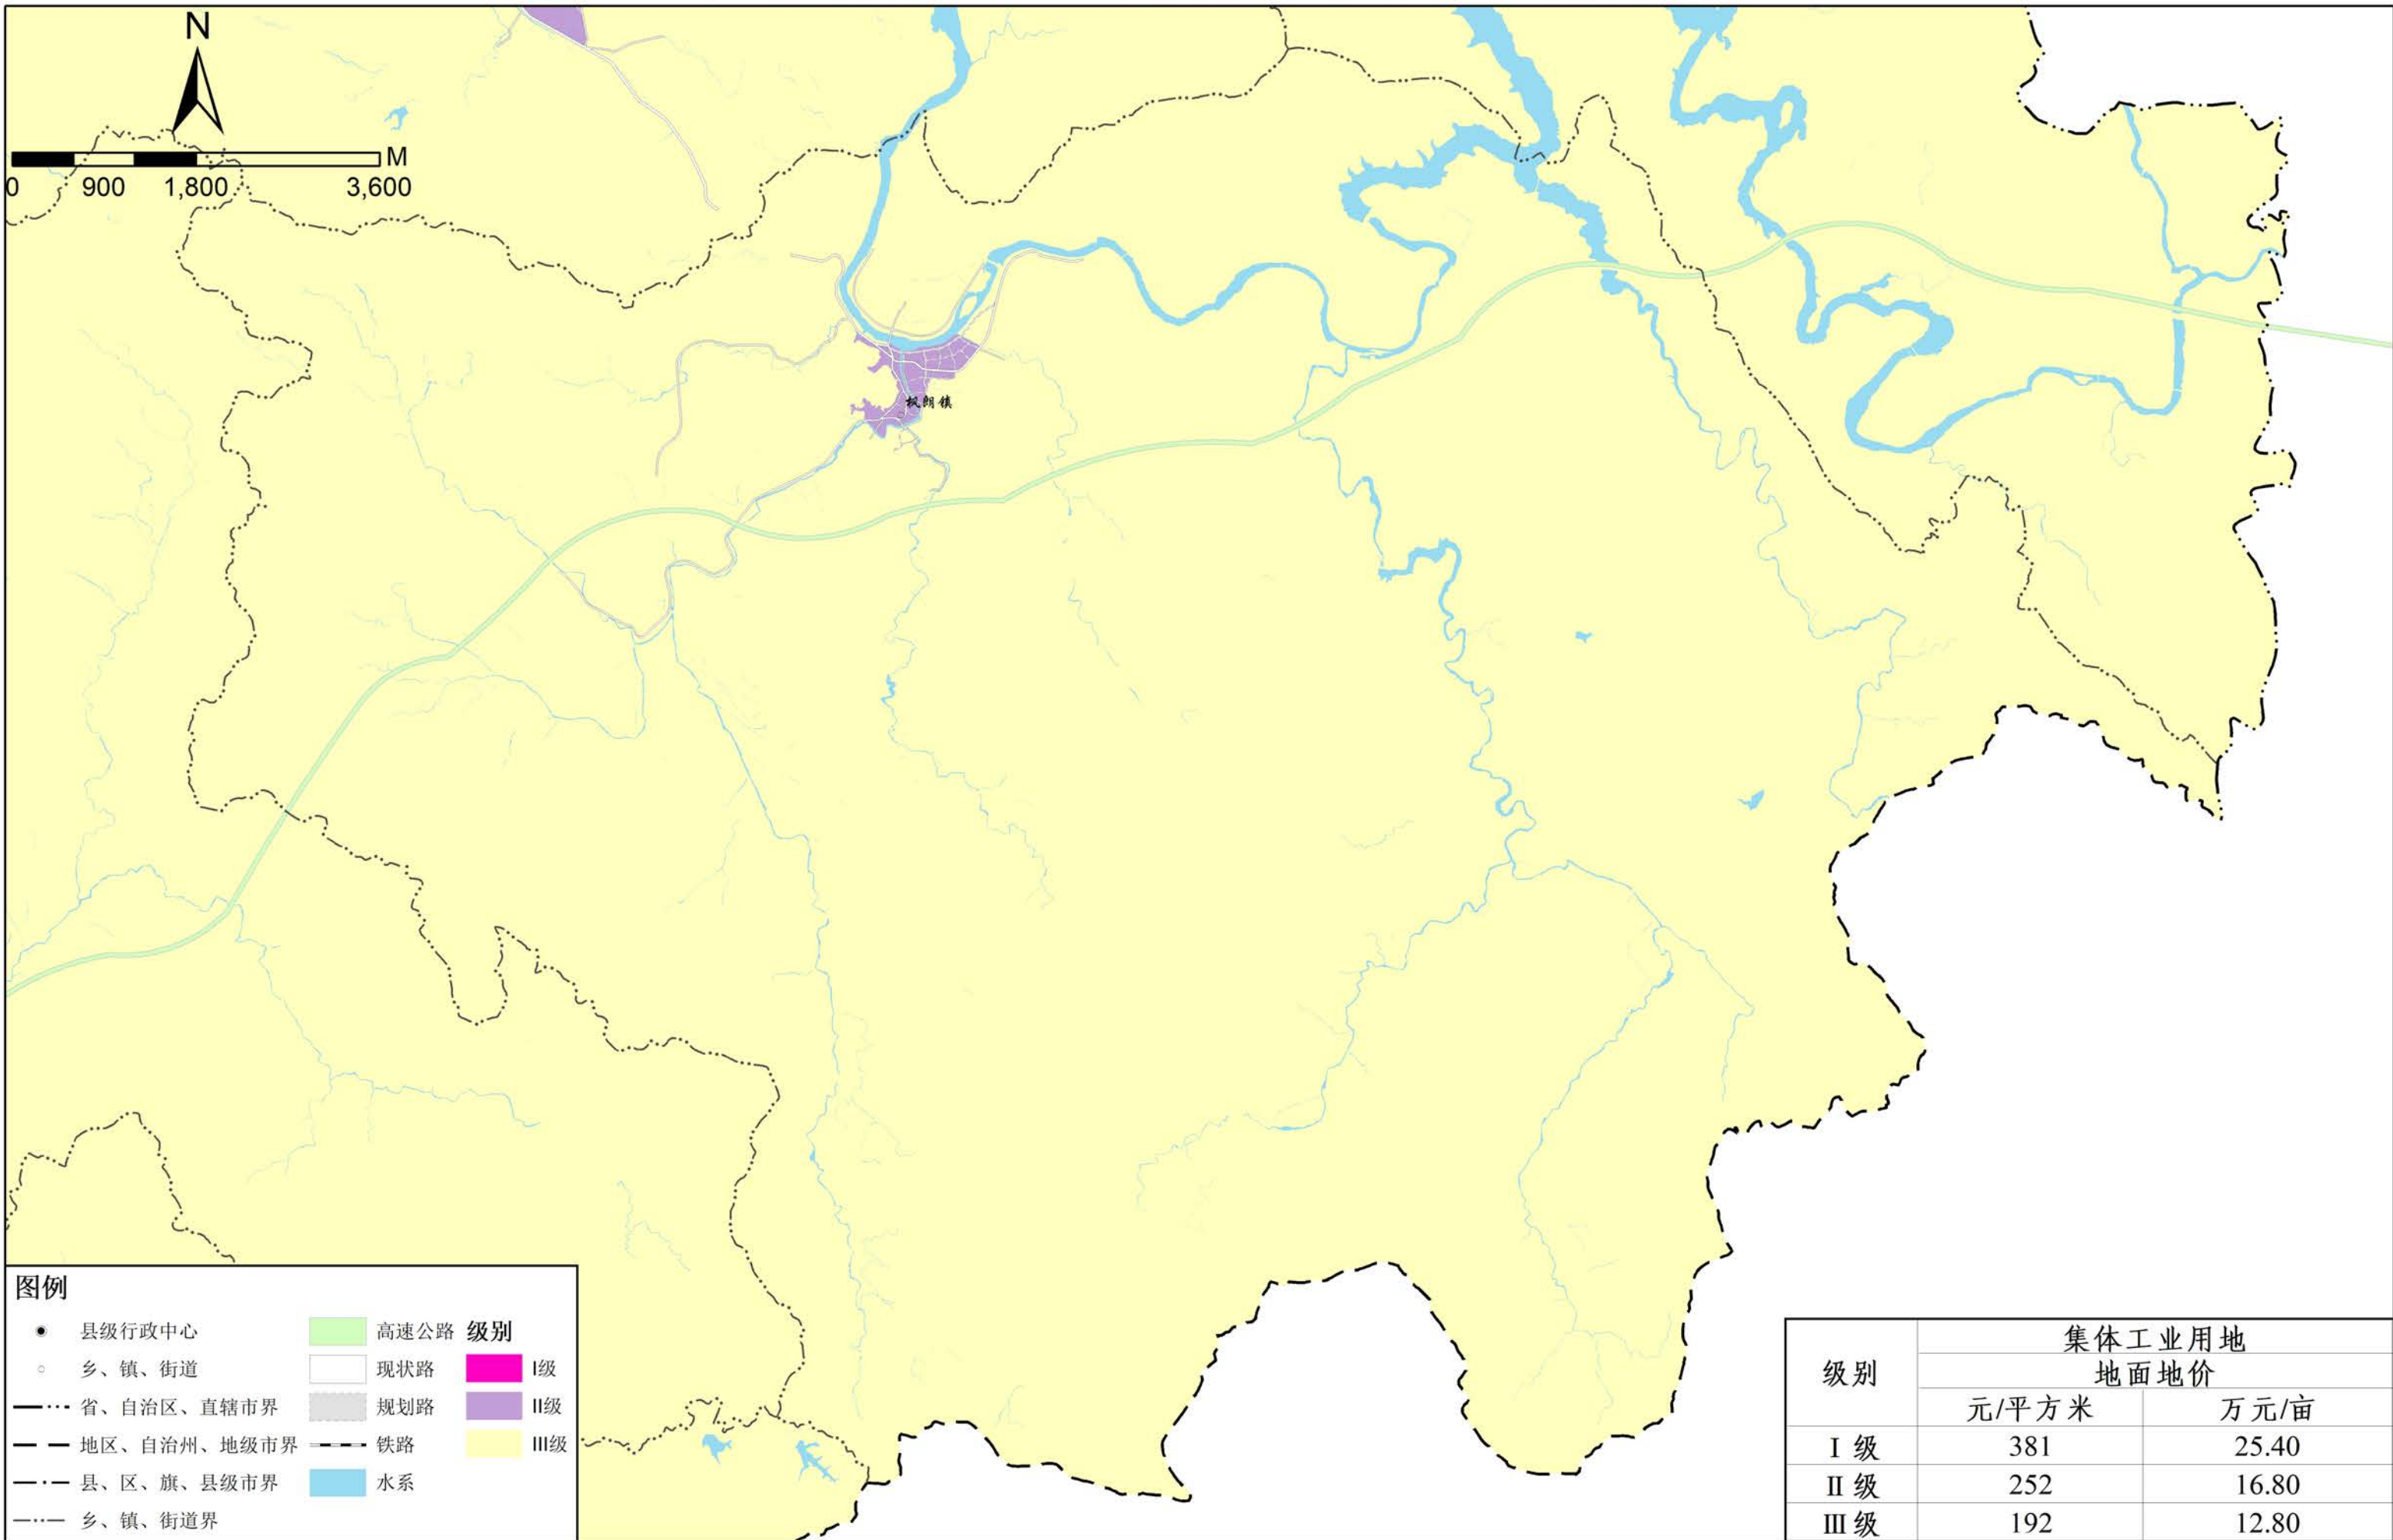 N
M
0 900 1,800 3,600
枫朗镇
图例
县级行政中心
乡、镇、街道
省、自治区、直辖市界
地区、自治州、地级市界
县、区、旗、县级市界
乡、镇、街道界
高速公路
现状路
规划路
铁路
水系
级别
I级
II级
III级
级别 集体工业用地
地面地价
元/平方米 万元/亩
Ⅰ 级 381 25.40
Ⅱ 级 252 16.80
Ⅲ 级 192 12.80